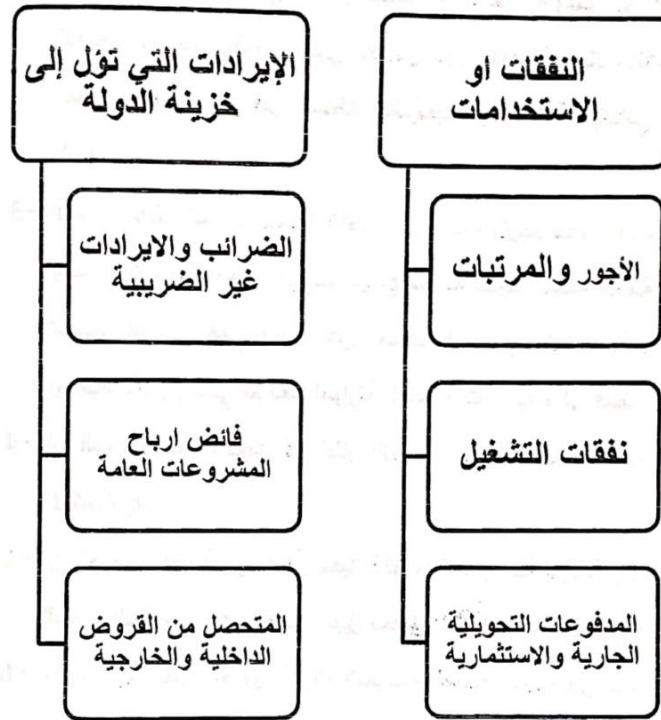 النفقات او
الاستخدامات
الأجور والمرتبات
نفقات التشغيل
المدفوعات التحويلية
الجارية والاستثمارية
الإيرادات التي تؤل إلى
خزينة الدولة
الضرائب والايرادات
غير الضريبية
فائض ارباح
المشروعات العامة
المتحصل من القروض
الداخلية والخارجية